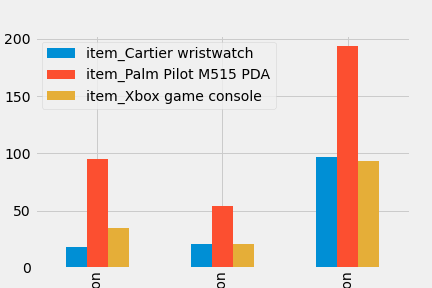 200
item_Cartier wristwatch
item_Palm Pilot M515 PDA
150
item_Xbox game console
100
50
0
on
on
on